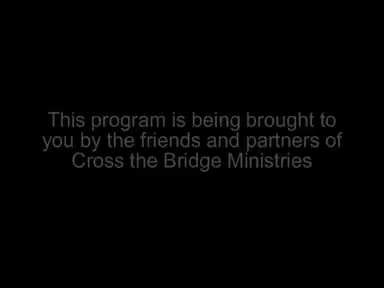 This program is being brought to
you by the friends and partners of
Cross the Bridge Ministries